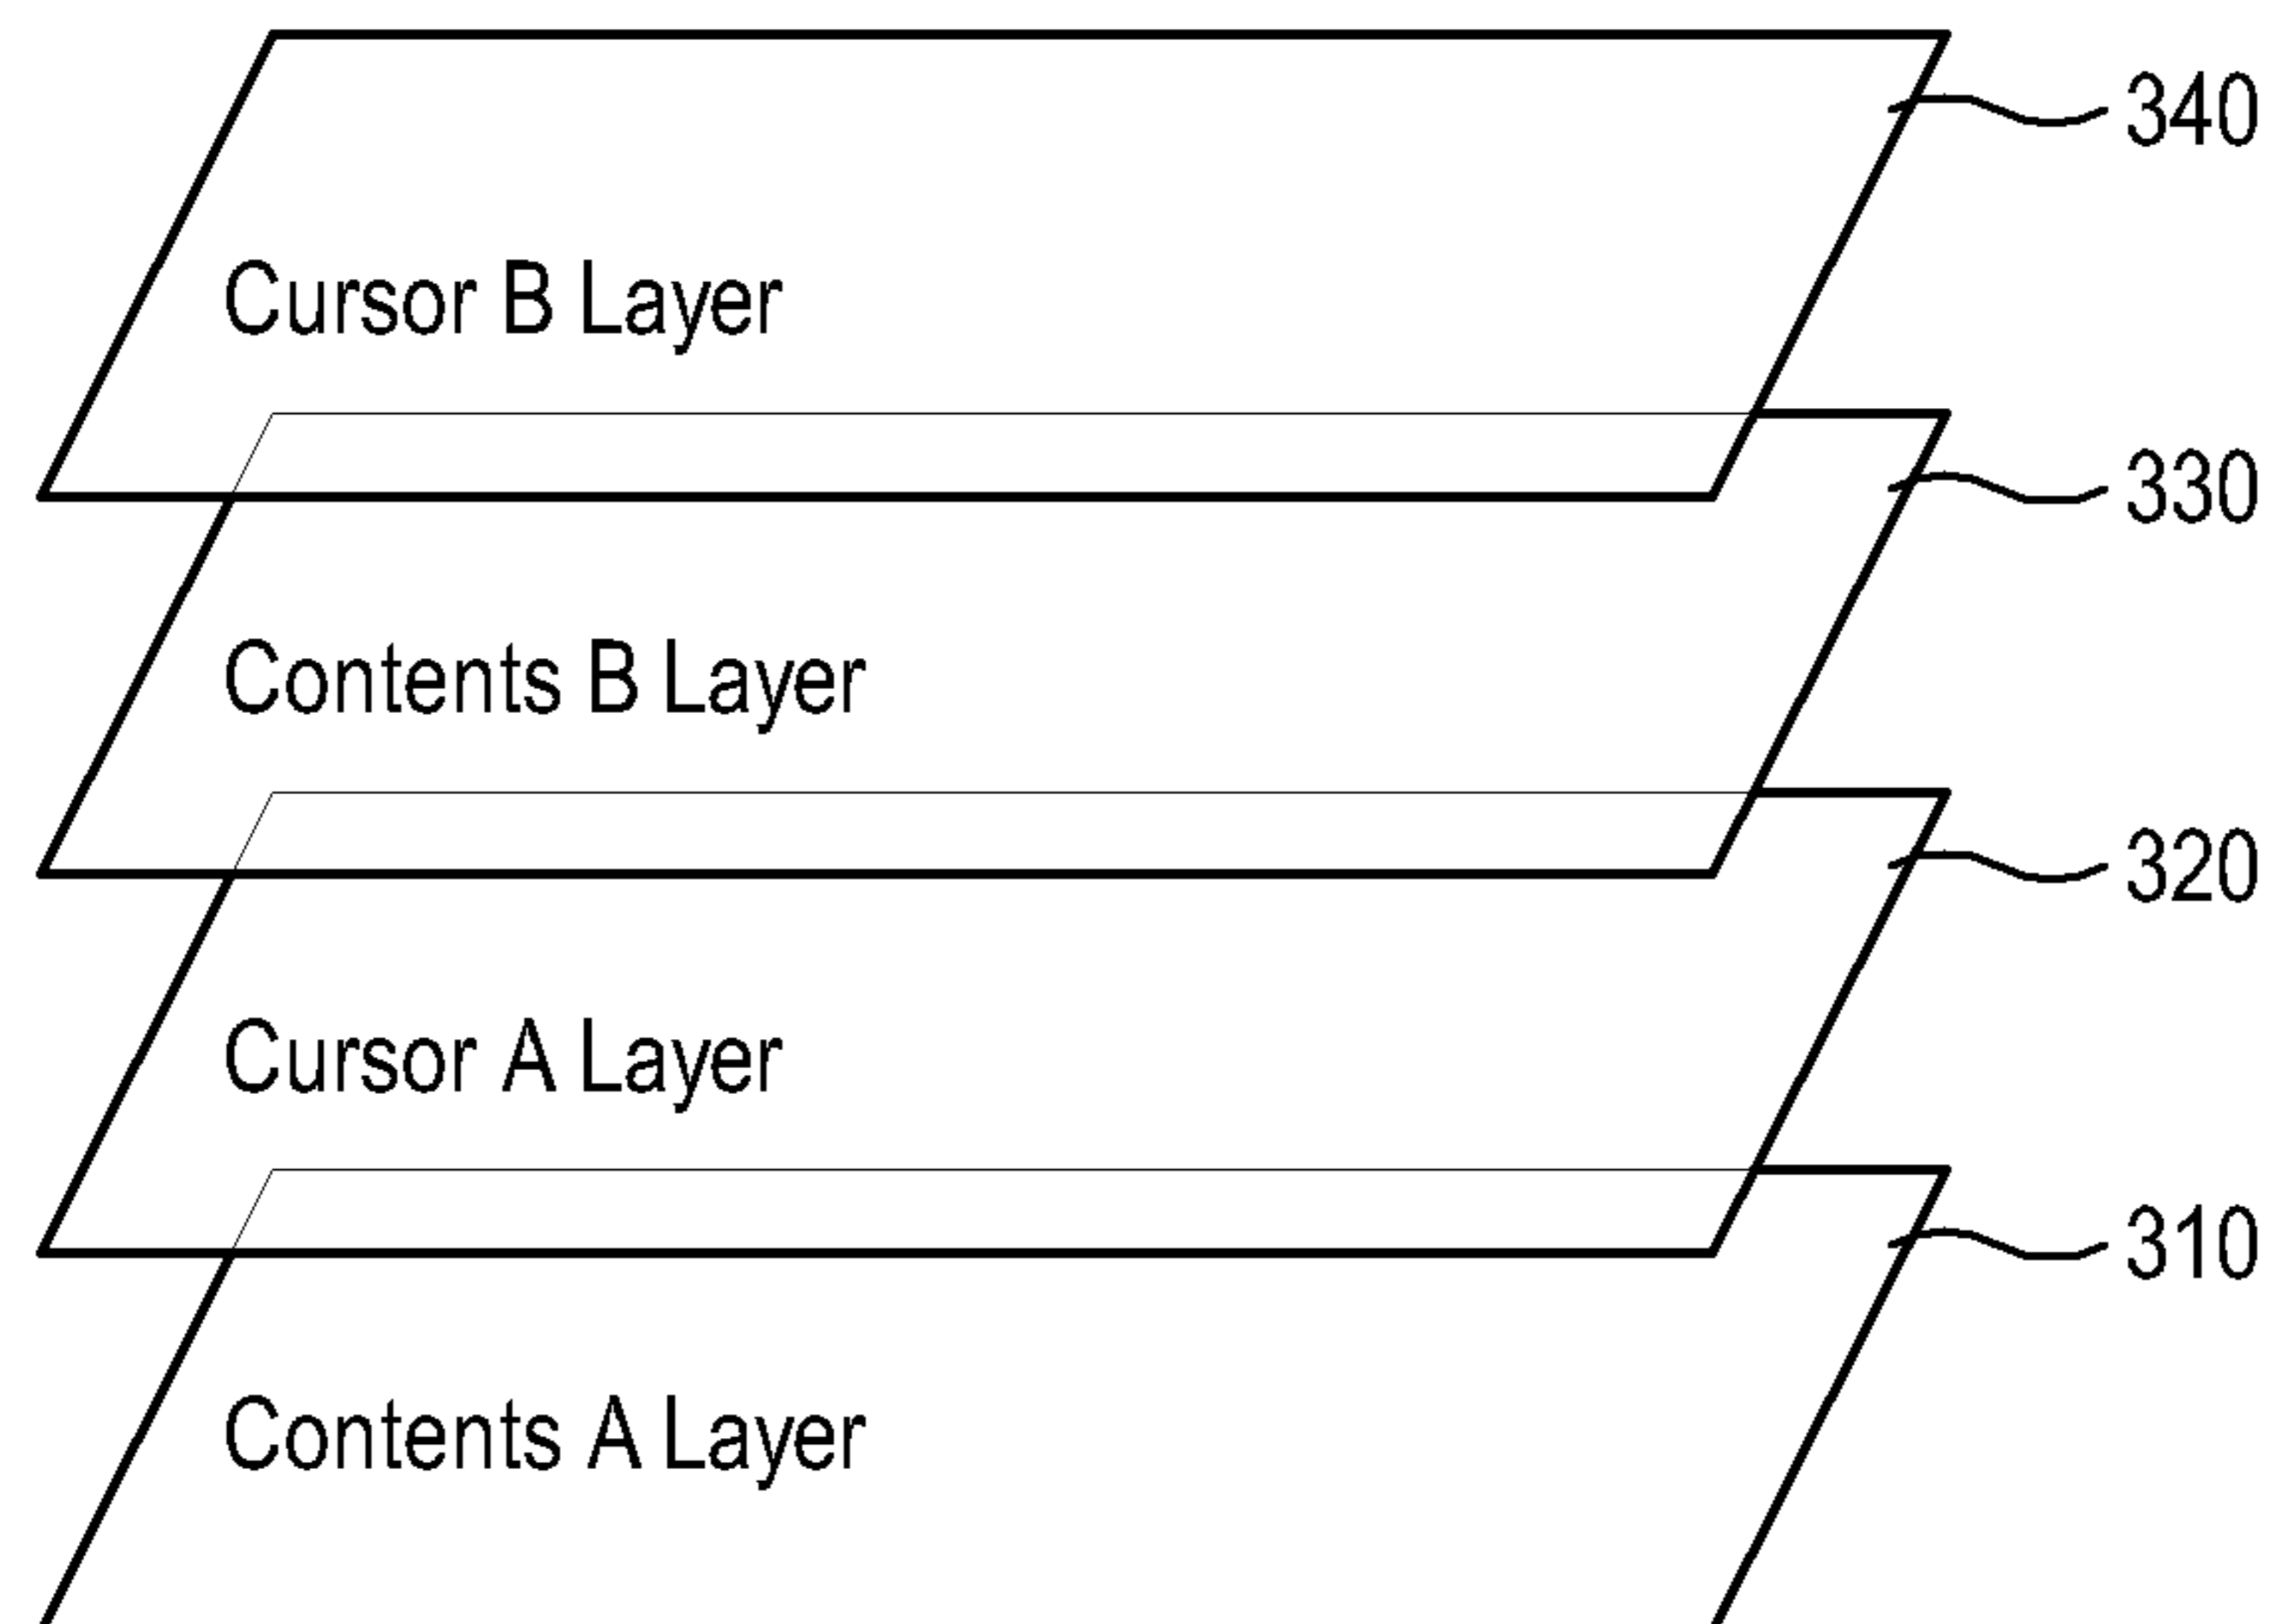 340
Cursor B Layer
330
Contents B Layer
320
Cursor A Layer
310
Contents A Layer